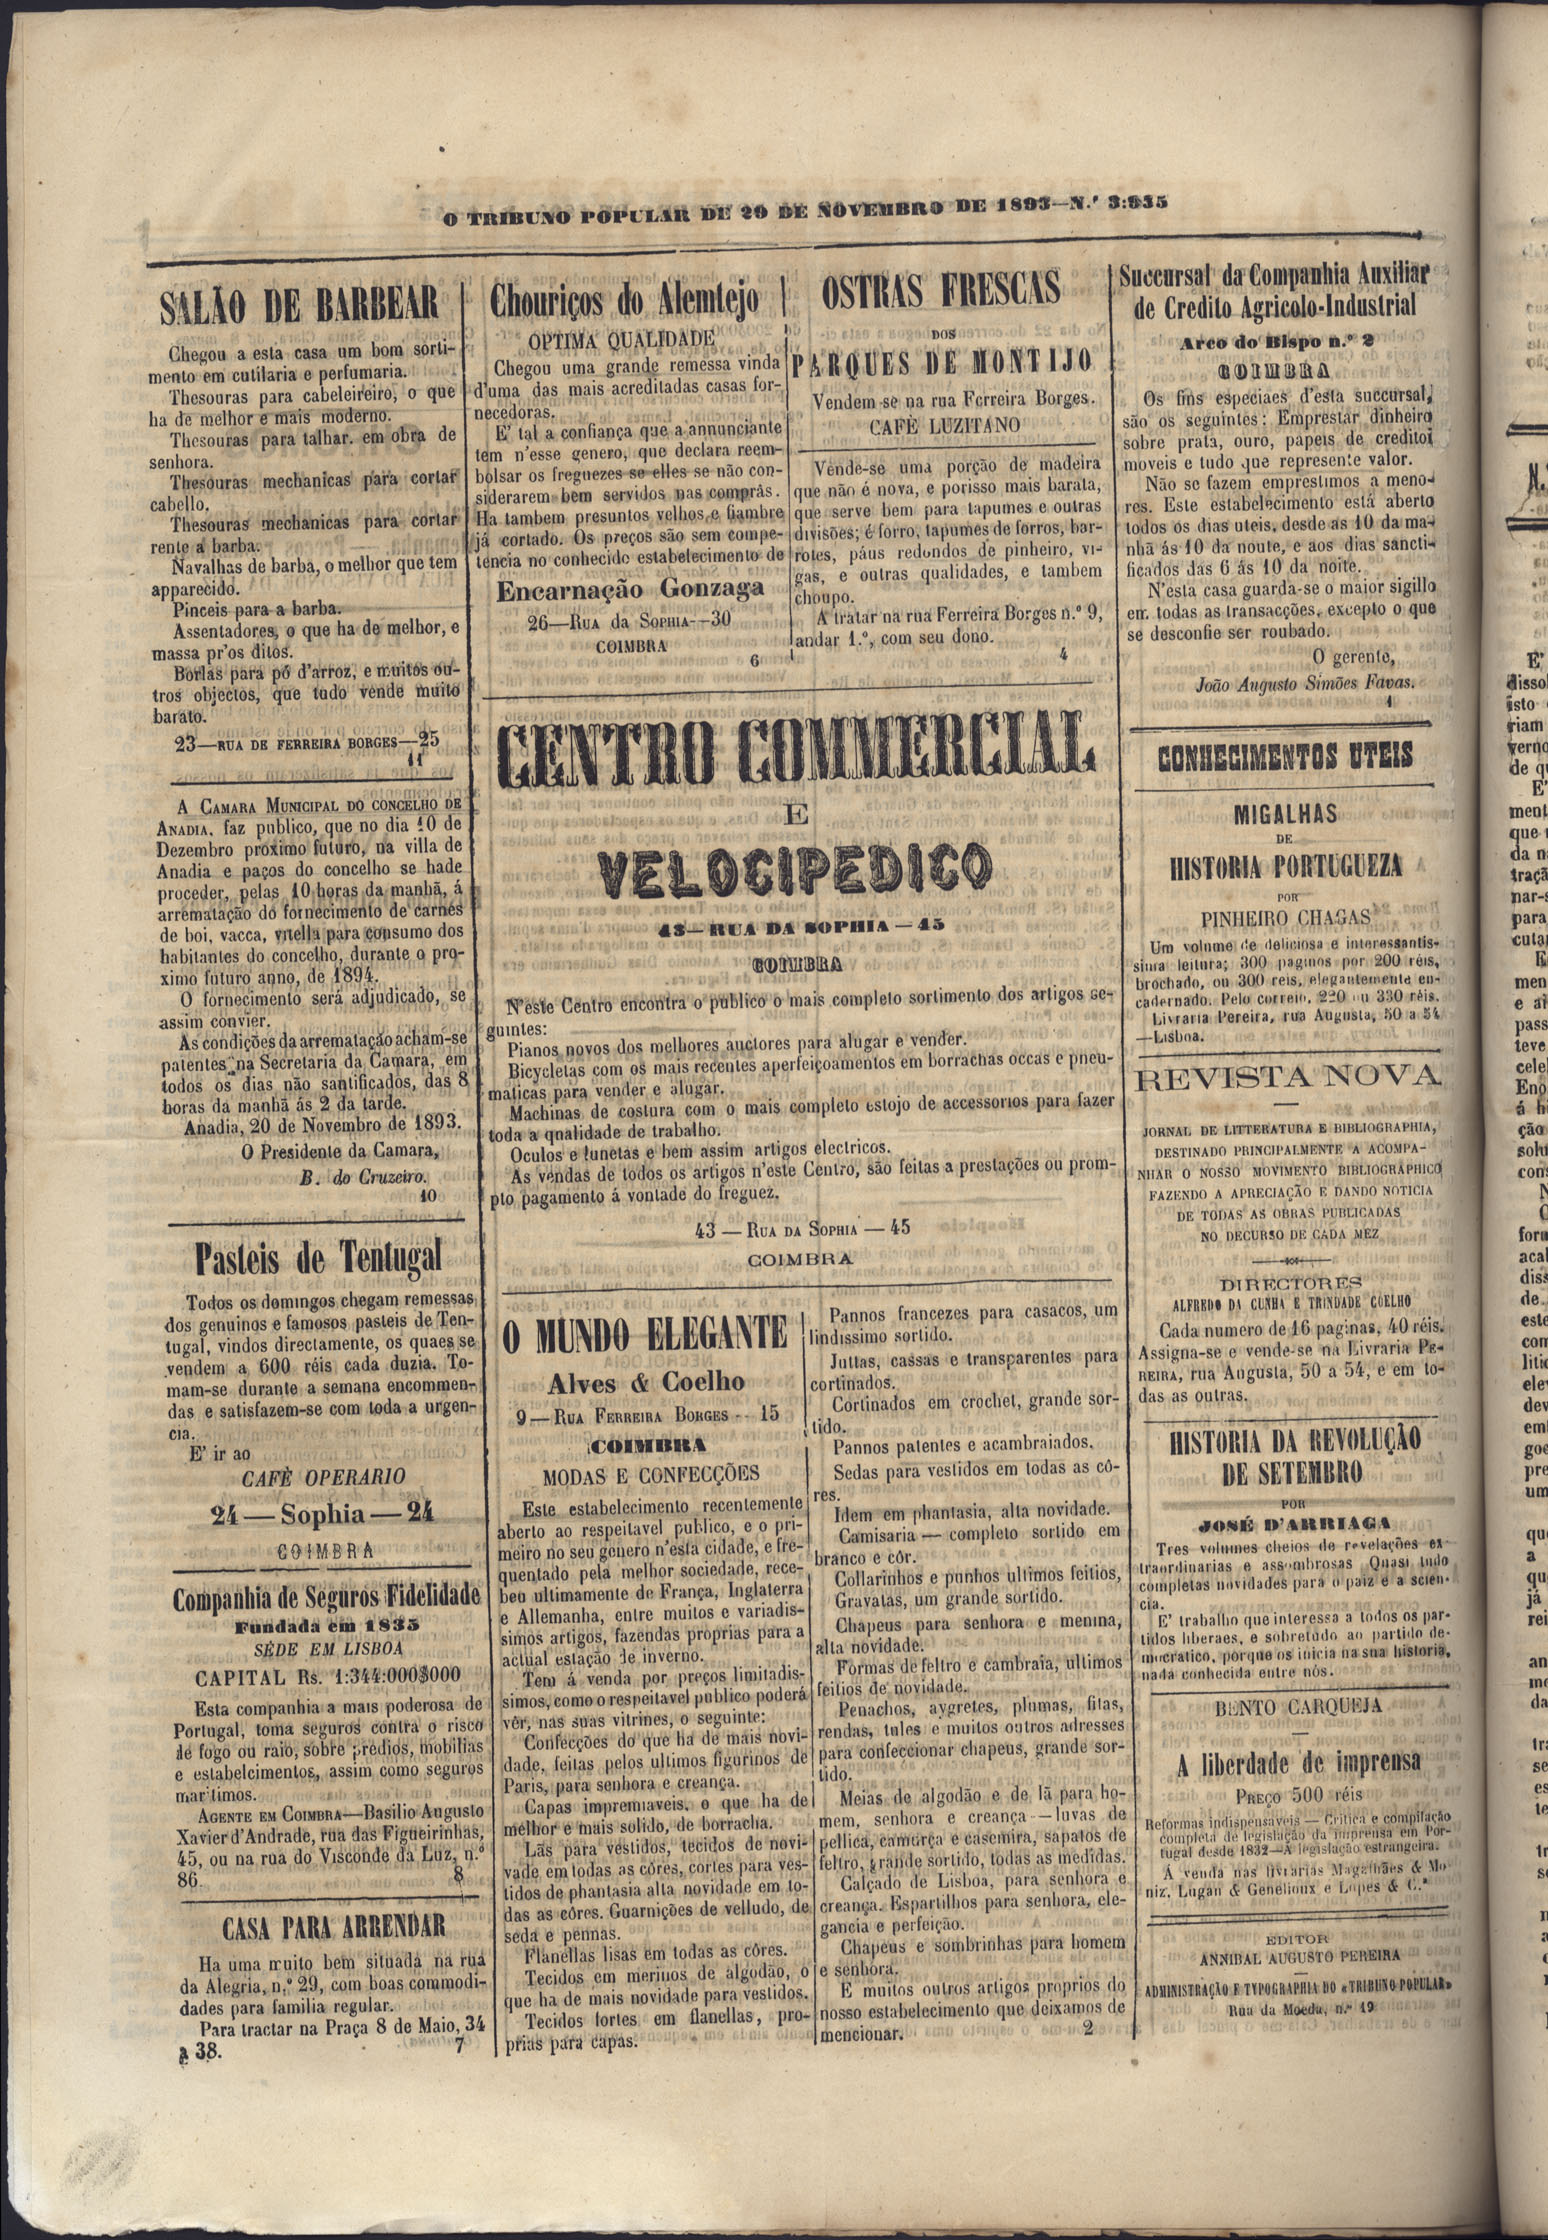 O TRIBUNO POPULAR DE 29 DE NOVEMBRO DE 1893—N.º 3:935
SALÃO DE BARBEAR
Chegou a esta casa um bom sorti-
mento em cutilaria e perfumaria.
Thesouras para cabeleireiro, o que
ha de melhor e mais moderno.
Thesouras para talhar. em obra de
senhora.
Thesouras mechanicas para cortar
cabello.
Thesouras mechanicas para cortar
rente a barba.
Navalhas de barba, o melhor que tem
apparecido.
Pinceis para a barba.
Assentadores, o que ha de melhor, e
massa pr'os ditos.
Borlas para pó d'arroz, e muitos ou-
tros objectos, que tudo vende muito
barato.
23—RUA DE FERREIRA BORGES—25
11
A CAMARA MUNICIPAL DO CONCELHO DE
ANADIA, faz publico, que no dia 10 de
Dezembro proximo futuro, na villa de
Anadia e paços do concelho se hade
proceder, pelas 10 horas da manhã, á
arrematação do fornecimento de carnes
de boi, vacca, vitella para consumo dos
habitantes do concelho, durante o pro-
ximo futuro anno, de 1894.
O fornecimento será adjudicado, se
assim convier.
As condições da arrematação acham-se
patentes na Secretaria da Camara, em
todos os dias não santificados, das 8
horas da manhã ás 2 da tarde.
Anadia, 20 de Novembro de 1893.
O Presidente da Camara,
B. do Cruzeiro.
10
Pasteis de Tentugal
Todos os domingos chegam remessas
dos genuinos e famosos pasteis de Ten-
tugal, vindos directamente, os quaes se
vendem a 600 réis cada duzia. To-
mam-se durante a semana encommen-
das e satisfazem-se com toda a urgen-
cia.
E' ir ao
CAFÈ OPERARIO
24 — Sophia — 24
COIMBRA
Companhia de Seguros Fidelidade
Fundada em 1835
SÉDE EM LISBOA
CAPITAL Rs. 1:344:000$000
Esta companhia a mais poderosa de
Portugal, toma seguros contra o risco
de fogo ou raio, sobre predios, mobilias
e estabelcimentos, assim como seguros
maritimos.
AGENTE EM COIMBRA—Basilio Augusto
Xavier d'Andrade, rua das Figueirinhas,
45, ou na rua do Visconde da Luz, n.º
86.
8
CASA PARA ARRENDAR
Ha uma muito bem situada na rua
da Alegria, n.º 29, com boas commodi-
dades para familia regular.
Para tractar na Praça 8 de Maio, 34
a 38.
7
Chouriços do Alemtejo
OPTIMA QUALIDADE
Chegou uma grande remessa vinda
d'uma das mais acreditadas casas for-
necedoras.
E' tal a confiança que a annunciante
tem n'esse genero, que declara reem-
bolsar os freguezes se elles se não con-
siderarem bem servidos nas compras.
Ha tambem presuntos velhos, e fiambre
já cortado. Os preços são sem compe-
tencia no conhecido estabelecimento de
Encarnação Gonzaga
26—RUA da SOPHIA--30
COIMBRA
6
OSTRAS FRESCAS
DOS
PARQUES DE MONTIJO
Vendem-se na rua Ferreira Borges.
CAFÈ LUZITANO
Vende-se uma porção de madeira
que não é nova, e porisso mais barata,
que serve bem para tapumes e outras
divisões; é forro, tapumes de forros, bar-
rotes, páus redondos de pinheiro, vi-
gas, e outras qualidades, e tambem
choupo.
A tratar na rua Ferreira Borges n.º 9,
andar 1.º, com seu dono.
4
CENTRO COMMERCIAL
E
VELOCIPEDICO
43—RUA DA SOPHIA—45
COIMBRA
N'este Centro encontra o publico o mais completo sortimento dos artigos se-
guintes:
Pianos novos dos melhores auctores para alugar e vender.
Bicycletas com os mais recentes aperfeiçoamentos em borrachas occas e pneu-
maticas para vender e alugar.
Machinas de costura com o mais completo estojo de accessorios para fazer
toda a qnalidade de trabalho.
Oculos e lunetas e bem assim artigos electricos.
As vendas de todos os artigos n'este Centro, são feitas a prestações ou prom-
pto pagamento á vontade do freguez.
43 — RUA DA SOPHIA — 45
COIMBRA
O MUNDO ELEGANTE
Alves & Coelho
9—RUA FERREIRA BORGES -- 15
COIMBRA
MODAS E CONFECÇÕES
Este estabelecimento recentemente
aberto ao respeitavel publico, e o pri-
meiro no seu genero n'esta cidade, e fre-
quentado pela melhor sociedade, rece-
beu ultimamente de França, Inglaterra
e Allemanha, entre muitos e variadis-
simos artigos, fazendas proprias para a
actual estação de inverno.
Tem á venda por preços limitadis-
simos, como o respeitavel publico poderá
vêr, nas suas vitrines, o seguinte:
Confecções do que ha de mais novi-
dade, feitas pelos ultimos figurinos de
Paris, para senhora e creança.
Capas impremiaveis, o que ha de
melhor e mais solido, de borracha.
Lãs para vestidos, tecidos de novi-
vade em todas as côres, cortes para ves-
tidos de phantasia alta novidade em to-
das as côres. Guarnições de velludo, de
seda e pennas.
Flanellas lisas em todas as côres.
Tecidos em merinos de algodão, o
que ha de mais novidade para vestidos.
Tecidos fortes em flanellas, pro-
prias para capas.
Pannos francezes para casacos, um
lindissimo sortido.
Juttas, cassas e transparentes para
cortinados.
Cortinados em crochet, grande sor-
tido.
Pannos patentes e acambraiados.
Sedas para vestidos em todas as cô-
res.
Idem em phantasia, alta novidade.
Camisaria — completo sortido em
branco e côr.
Collarinhos e punhos ultimos feitios,
Gravatas, um grande sortido.
Chapeus para senhora e menina,
alta novidade.
Fórmas de feltro e cambraia, ultimos
feitios de novidade.
Penachos, aygretes, plumas, fitas,
rendas, tules e muitos outros adresses
para confeccionar chapeus, grande sor-
tido.
Meias de algodão e de lã para ho-
mem, senhora e creança — luvas de
pellica, camurça e casemira, sapatos de
feltro, grande sortido, todas as medidas.
Calçado de Lisboa, para senhora e
creança. Espartilhos para senhora, ele-
gancia e perfeição.
Chapeus e sombrinhas para homem
e senhora.
E muitos outros artigos proprios do
nosso estabelecimento que deixamos de
mencionar.
2
Succursal da Companhia Auxiliar
de Credito Agricolo-Industrial
Arco do Bispo n.º 2
COIMBRA
Os fins especiaes d'esta succursal,
são os seguintes: Emprestar dinheiro
sobre prata, ouro, papeis de credito,
moveis e tudo que represente valor.
Não se fazem emprestimos a meno-
res. Este estabelecimento está aberto
todos os dias uteis, desde as 10 da ma-
nhã ás 10 da noute, e aos dias sancti-
ficados das 6 ás 10 da noite.
N'esta casa guarda-se o maior sigillo
em todas as transacções, excepto o que
se desconfie ser roubado.
O gerente,
João Augusto Simões Favas.
1
CONHECIMENTOS UTEIS
MIGALHAS
DE
HISTORIA PORTUGUEZA
POR
PINHEIRO CHAGAS
Um volume de deliciosa e interessantis-
sima leitura; 300 paginos por 200 réis,
brochado, ou 300 reis, elegantemente en-
cadernado. Pelo correio, 220 ou 330 réis.
Livraria Pereira, rua Augusta, 50 a 54
—Lisboa.
REVISTA NOVA
JORNAL DE LITTERATURA E BIBLIOGRAPHIA,
DESTINADO PRINCIPALMENTE A ACOMPA-
NHAR O NOSSO MOVIMENTO BIBLIOGRAPHICO
FAZENDO A APRECIAÇÃO E DANDO NOTICIA
DE TODAS AS OBRAS PUBLICADAS
NO DECURSO DE CADA MEZ
DIRECTORES
ALFREDO DA CUNHA E TRINDADE COELHO
Cada numero de 16 paginas, 40 réis.
Assigna-se e vende-se na Livraria PE-
REIRA, rua Augusta, 50 a 54, e em to-
das as outras.
HISTORIA DA REVOLUÇÃO
DE SETEMBRO
POR
JOSÉ D'ARRIAGA
Tres volumes cheios de revelações ex-
traordinarias e assombrosas Quasi tudo
completas novidades para o paiz e a scien-
cia.
E' trabalho que interessa a todos os par-
tidos liberaes, e sobretudo ao partido de-
mocratico, porque os inicia na sua historia,
nada conhecida entre nós.
BENTO CARQUEJA
A liberdade de imprensa
PREÇO 500 réis
Reformas indispensaveis — Critica e compilação
completa de legislação da imprensa em Por-
tugal desde 1832—A legislação estrangeira.
Á venda nas livrarias Magalhães & Mo-
niz, Lugan & Genelioux e Lopes & C.ª
EDITOR
ANNIBAL AUGUSTO PEREIRA
ADMINISTRAÇÃO E TYPOGRAPHIA DO «TRIBUNO POPULAR»
Rua da Moeda, n.º 19